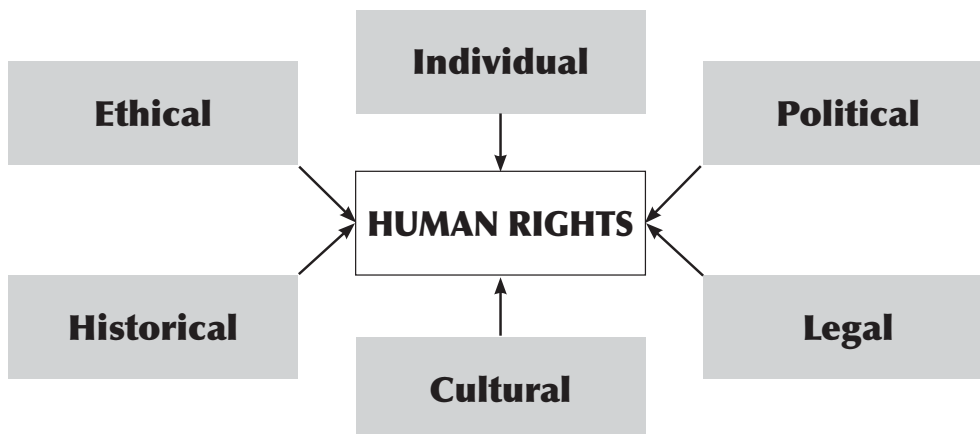 Individual
Ethical
Political
HUMAN RIGHTS
Historical
Legal
Cultural